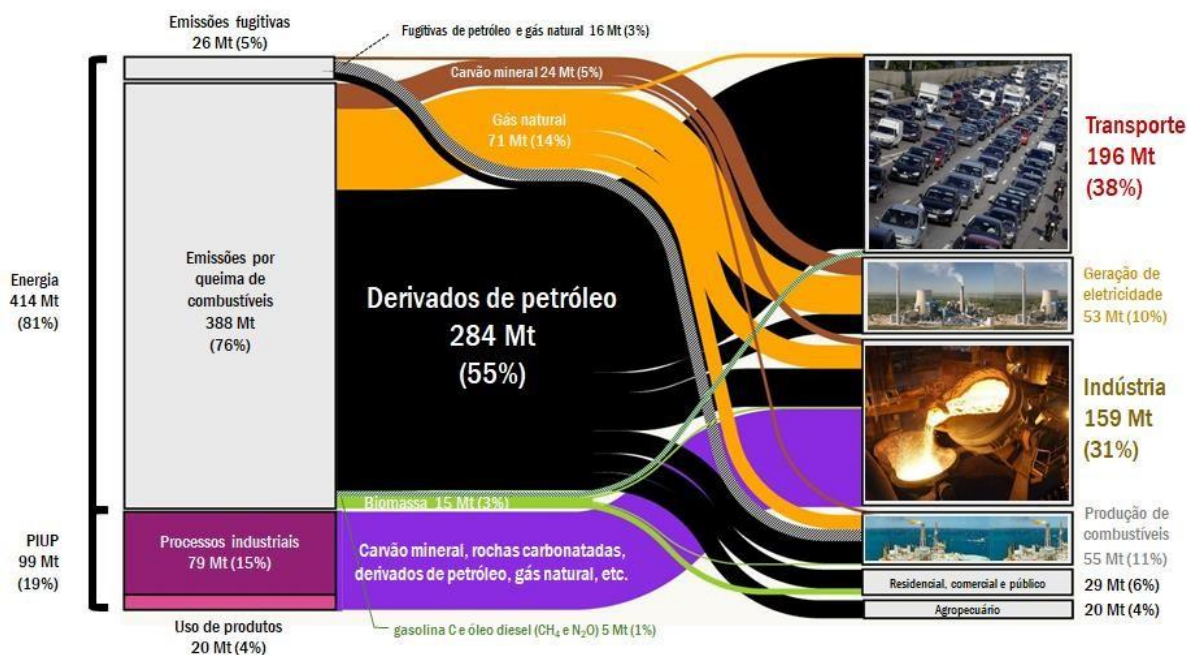 Emissões fugitivas
26 Mt (5%)
Fugitivas de petróleo e gás natural 16 Mt (3%)
Carvão mineral 24 Mt (5%)
Gás natural
71 Mt (14%)
Transporte
196 Mt
(38%)
Energia
414 Mt
(81%)
Emissões por
queima de
combustíveis
388 Mt
(76%)
Derivados de petróleo
284 Mt
(55%)
Geração de
eletricidade
53 Mt (10%)
Indústria
159 Mt
(31%)
Biomassa 15 Mt (3%)
PIUP
99 Mt
(19%)
Processos industriais
79 Mt (15%)
Carvão mineral, rochas carbonatadas,
derivados de petróleo, gás natural, etc.
Produção de
combustíveis
55 Mt (11%)
Residencial, comercial e público
29 Mt (6%)
Agropecuário
20 Mt (4%)
Uso de produtos
20 Mt (4%)
gasolina C e óleo diesel (CH₄ e N₂O) 5 Mt (1%)